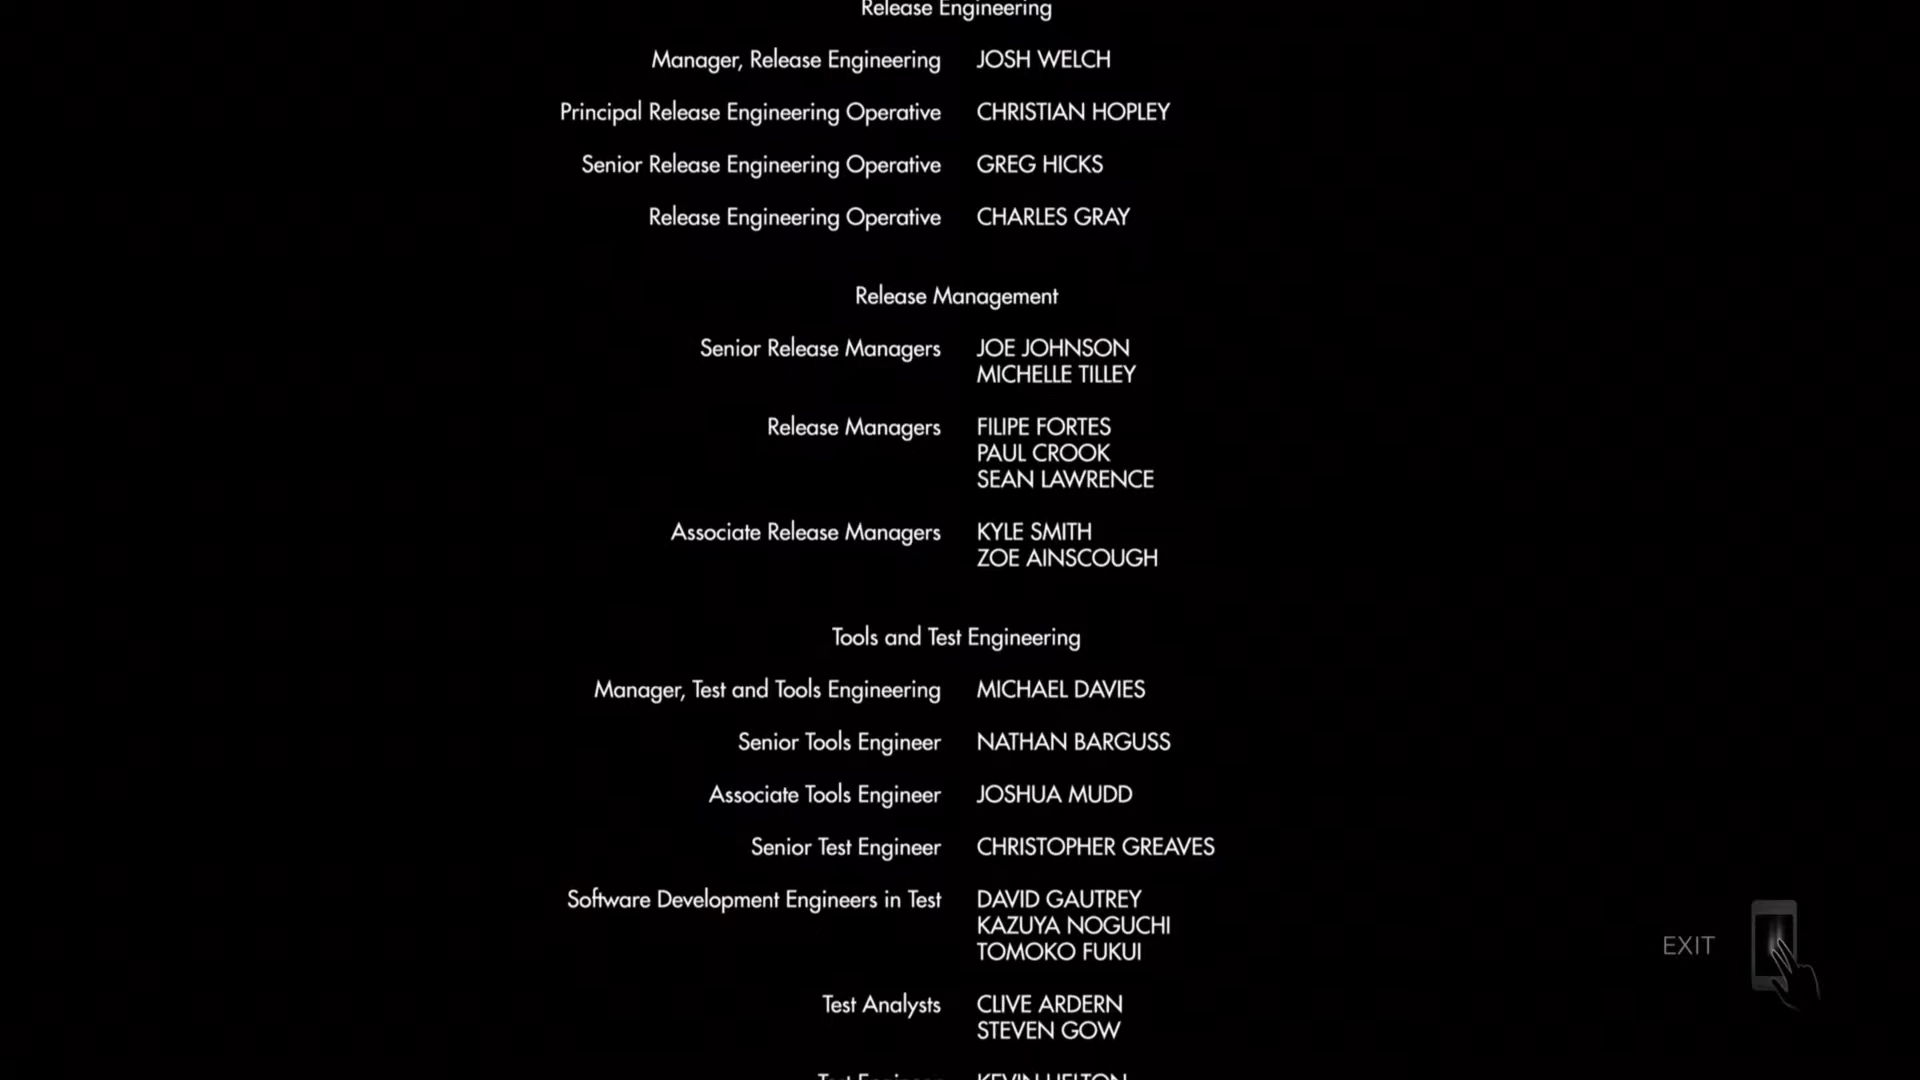 Release Engineering
Manager, Release Engineering JOSH WELCH
Principal Release Engineering Operative CHRISTIAN HOPLEY
Senior Release Engineering Operative GREG HICKS
Release Engineering Operative CHARLES GRAY
Release Management
Senior Release Managers JOE JOHNSON
MICHELLE TILLEY
Release Managers FILIPE FORTES
PAUL CROOK
SEAN LAWRENCE
Associate Release Managers KYLE SMITH
ZOE AINSCOUGH
Tools and Test Engineering
Manager, Test and Tools Engineering MICHAEL DAVIES
Senior Tools Engineer NATHAN BARGUSS
Associate Tools Engineer JOSHUA MUDD
Senior Test Engineer CHRISTOPHER GREAVES
Software Development Engineers in Test DAVID GAUTREY
KAZUYA NOGUCHI
TOMOKO FUKUI
EXIT
Test Analysts CLIVE ARDERN
STEVEN GOW
Test Engineer KEVIN